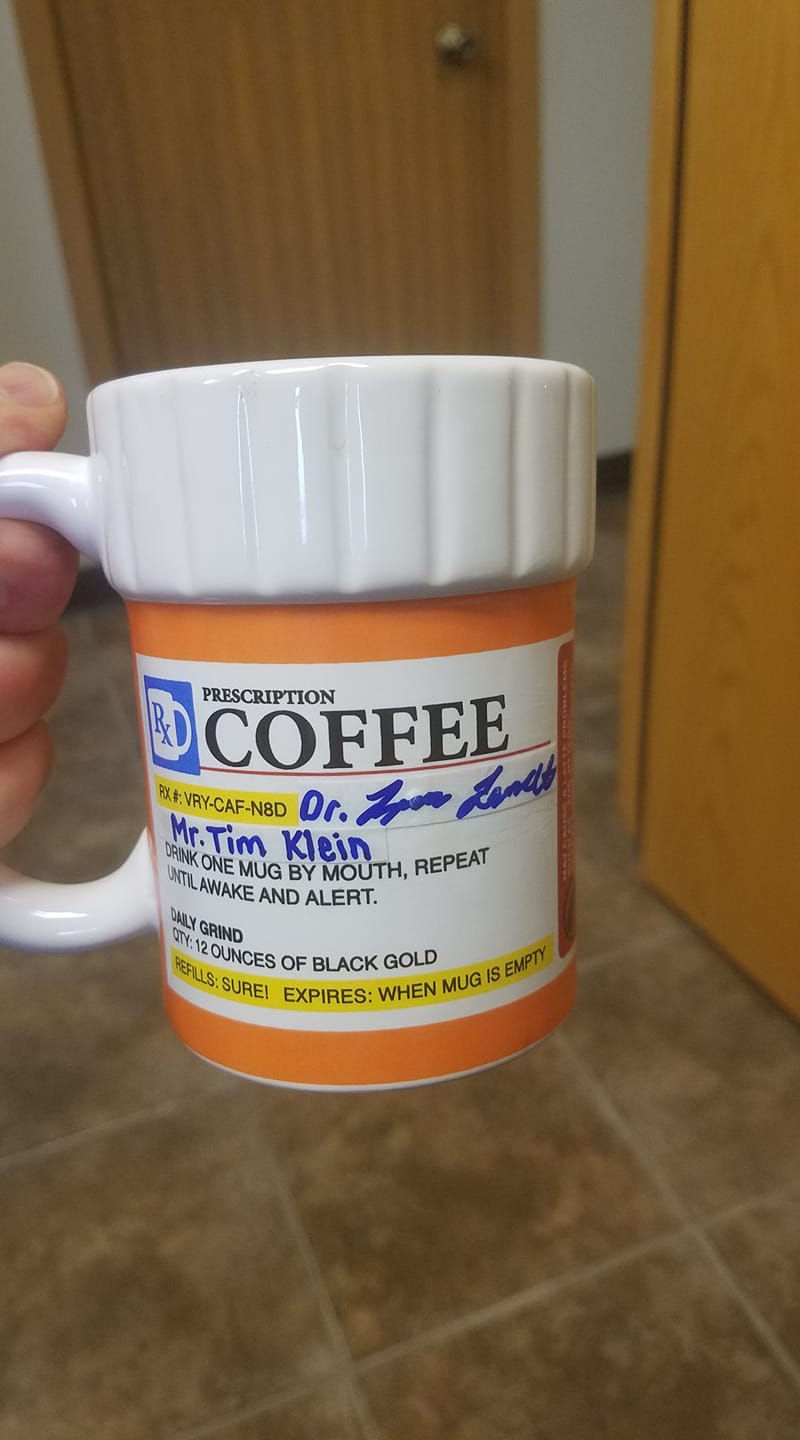 Rx
PRESCRIPTION
COFFEE
RX #: VRY-CAF-N8D Dr.
Mr. Tim Klein
DRINK ONE MUG BY MOUTH, REPEAT
UNTIL AWAKE AND ALERT.
DAILY GRIND
QTY: 12 OUNCES OF BLACK GOLD
REFILLS: SURE! EXPIRES: WHEN MUG IS EMPTY